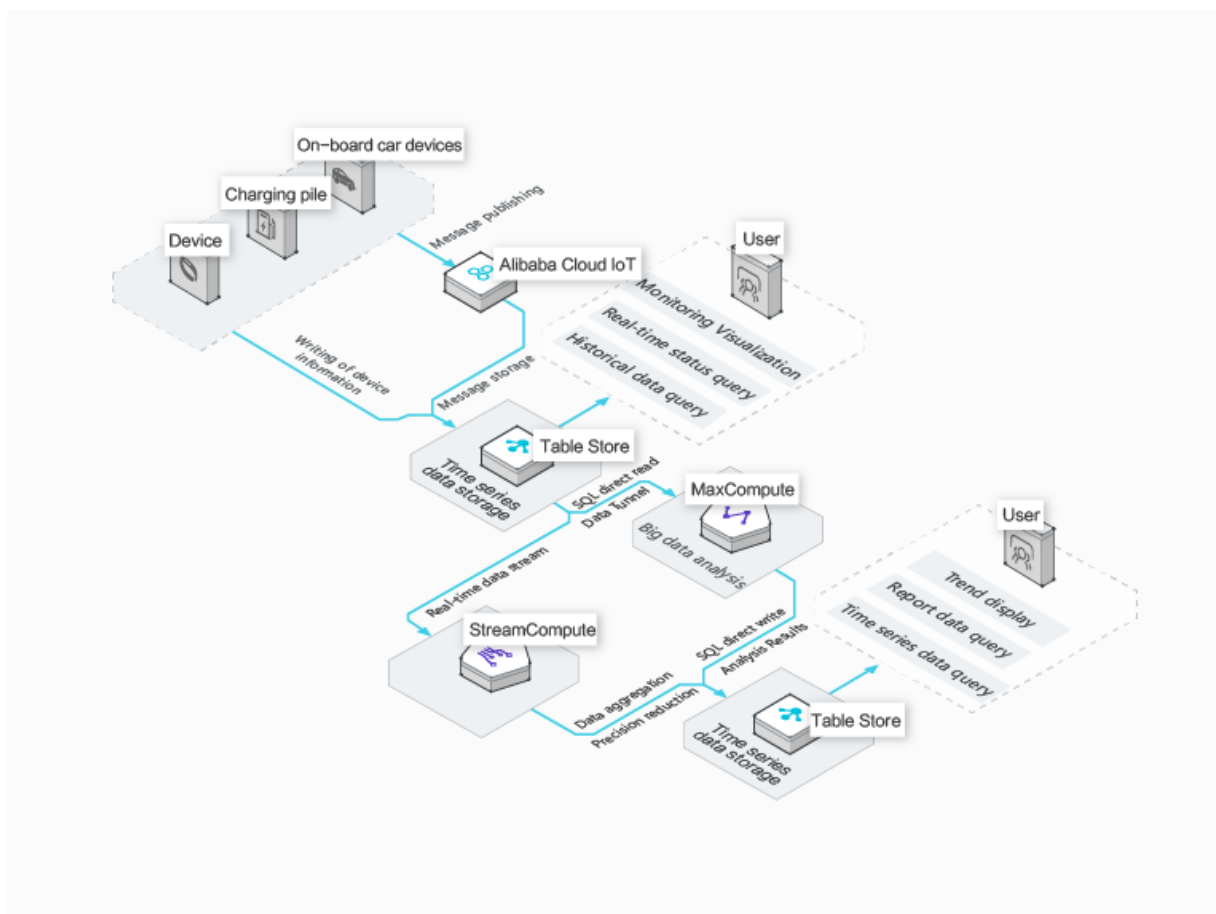 On-board car devices
Charging pile
Device
Message publishing
Alibaba Cloud IoT
User
Monitoring Visualization
Real-time status query
Historical data query
Writing of device
information
Message storage
Table Store
Time series
data storage
SQL direct read
Data Tunnel
MaxCompute
Big data analysis
User
Trend display
Report data query
Time series data query
Real-time data stream
StreamCompute
SQL direct write
Analysis Results
Data aggregation
Precision reduction
Table Store
Time series
data storage